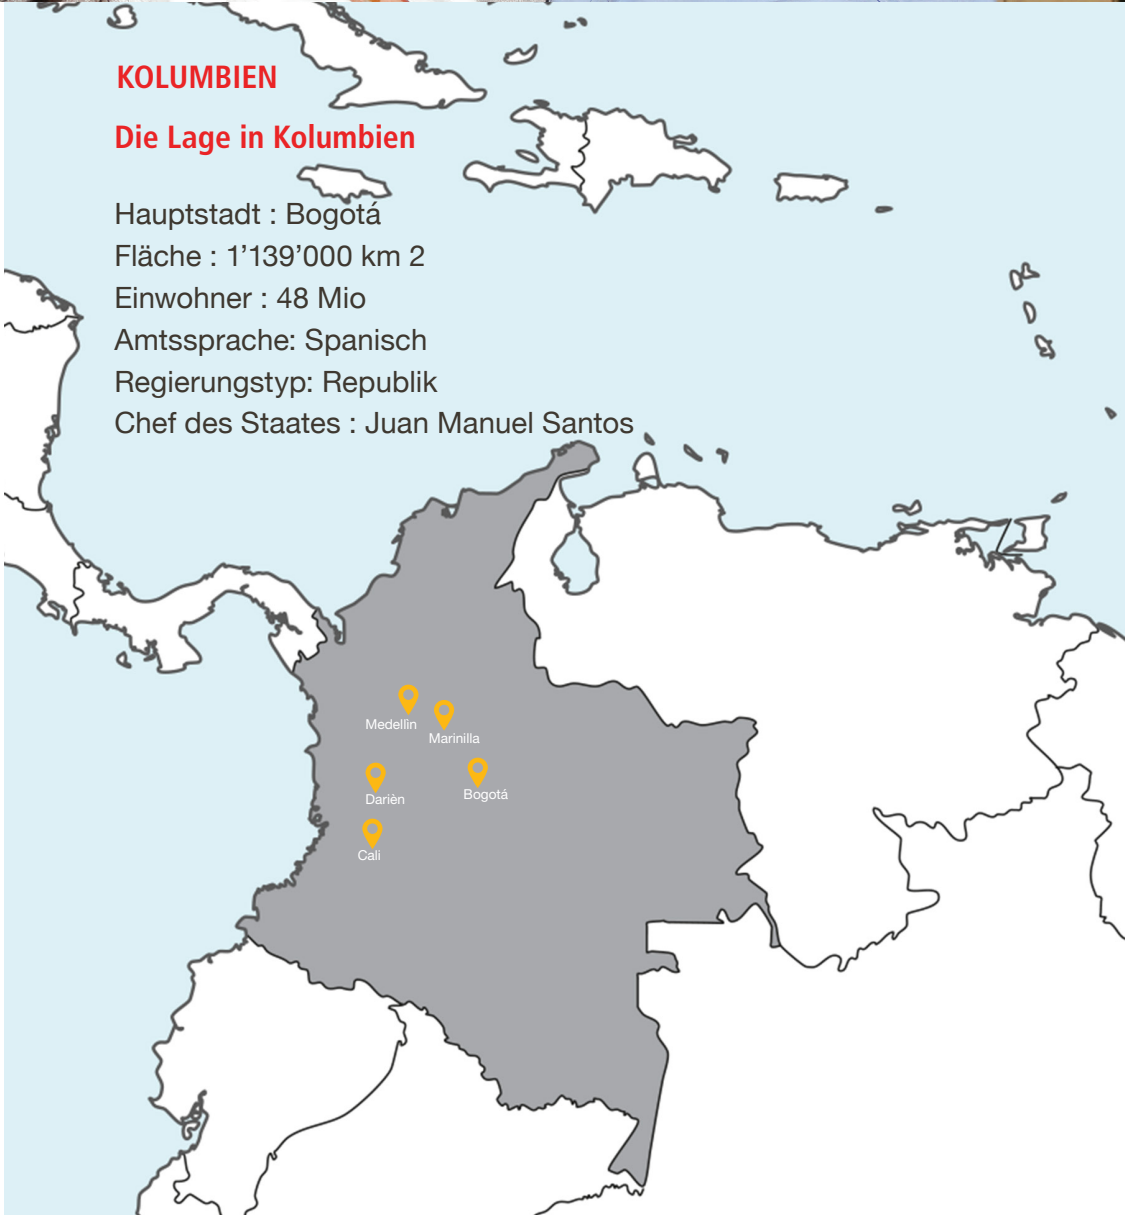 KOLUMBIEN
Die Lage in Kolumbien
Hauptstadt : Bogotá
Fläche : 1’139’000 km 2
Einwohner : 48 Mio
Amtssprache: Spanisch
Regierungstyp: Republik
Chef des Staates : Juan Manuel Santos
Medellìn
Marinilla
Darièn
Bogotá
Cali